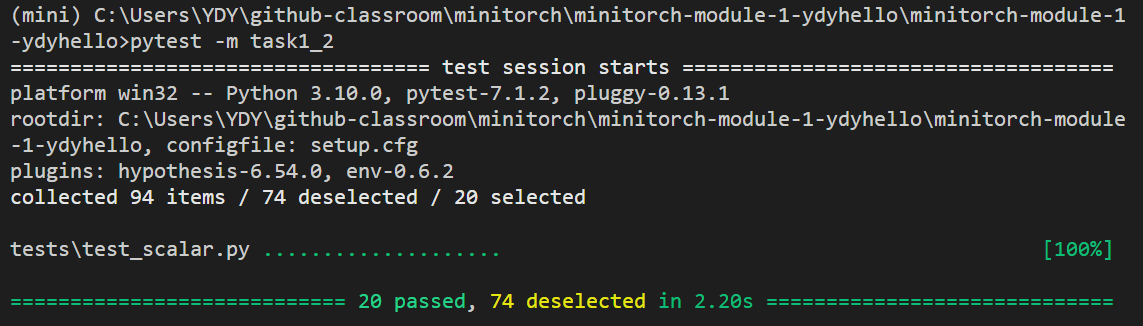 (mini) C:\Users\YDY\github-classroom\minitorch\minitorch-module-1-ydyhello\minitorch-module-1
-ydyhello>pytest -m task1_2
=================================== test session starts ====================================
platform win32 -- Python 3.10.0, pytest-7.1.2, pluggy-0.13.1
rootdir: C:\Users\YDY\github-classroom\minitorch\minitorch-module-1-ydyhello\minitorch-module
-1-ydyhello, configfile: setup.cfg
plugins: hypothesis-6.54.0, env-0.6.2
collected 94 items / 74 deselected / 20 selected
tests\test_scalar.py ....................                                             [100%]
============================ 20 passed, 74 deselected in 2.20s =============================